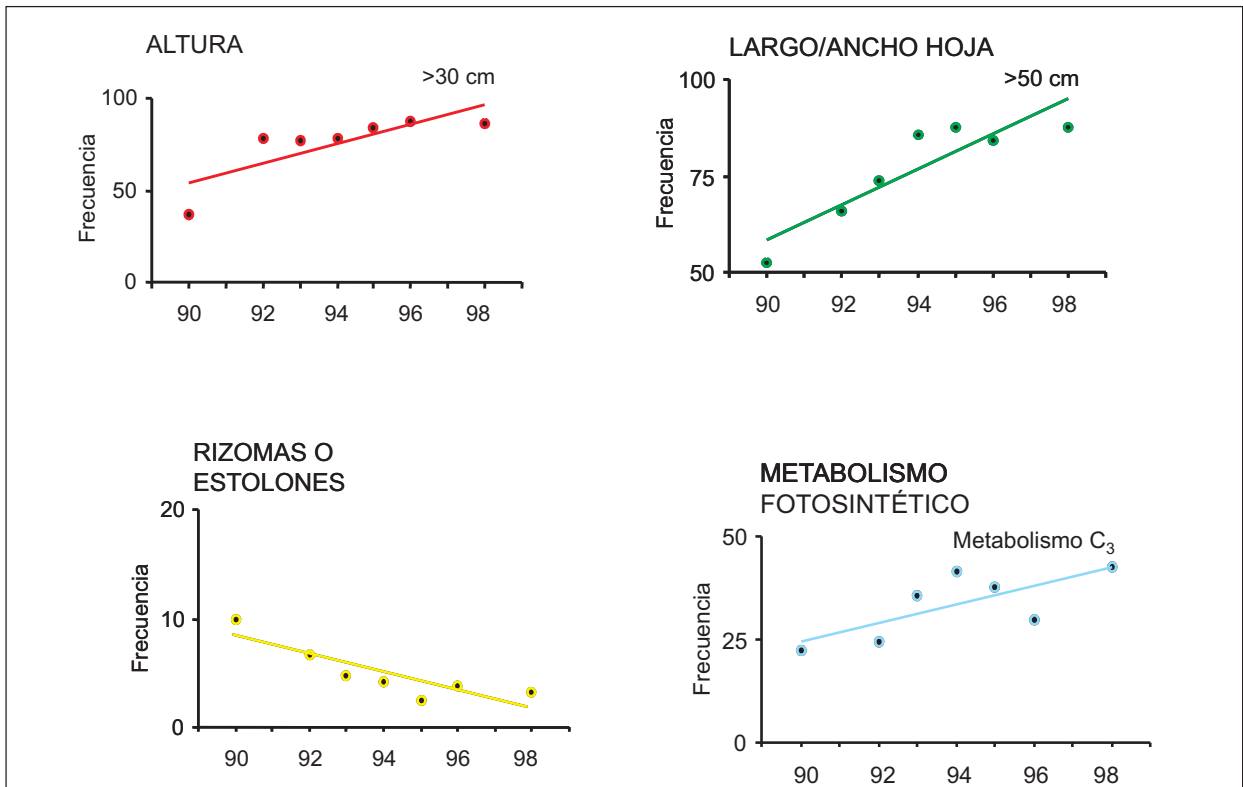 ALTURA
>30 cm
100
50
0
Frecuencia
90 92 94 96 98
LARGO/ANCHO HOJA
>50 cm
100
75
50
Frecuencia
90 92 94 96 98
RIZOMAS O
ESTOLONES
20
10
0
Frecuencia
90 92 94 96 98
METABOLISMO
FOTOSINTÉTICO
Metabolismo C₃
50
25
0
Frecuencia
90 92 94 96 98